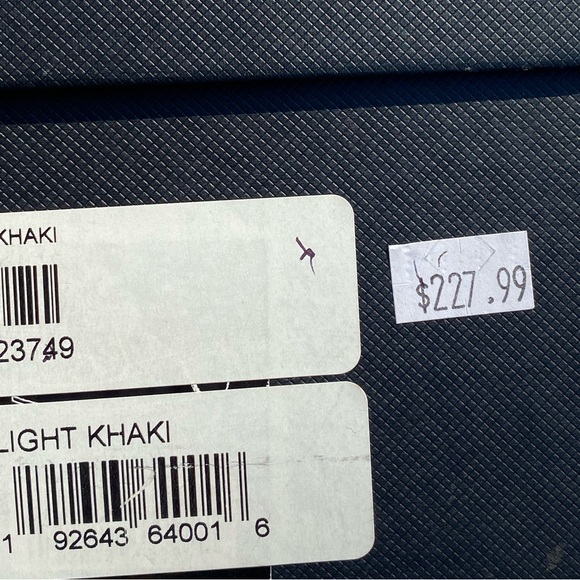 KHAKI
$227.99
23749
LIGHT KHAKI
1 92643 64001 6